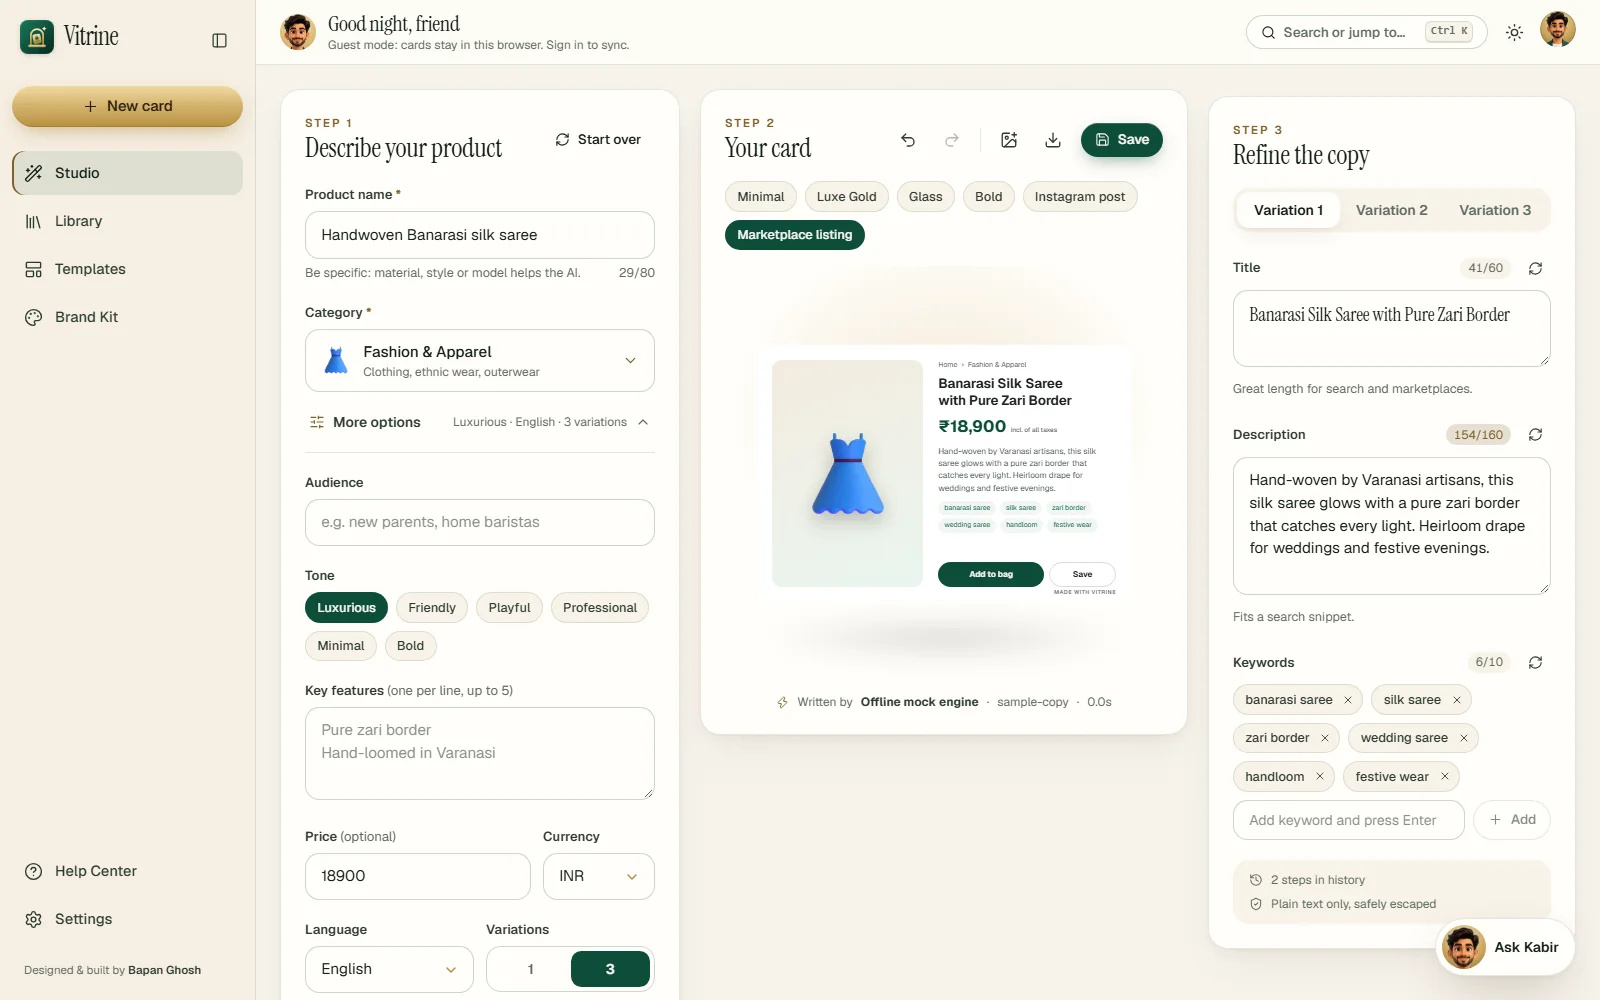 Vitrine
New card
Studio
Library
Templates
Brand Kit
Help Center
Settings
Designed & built by Bapan Ghosh
Good night, friend
Guest mode: cards stay in this browser. Sign in to sync.
Search or jump to...
Ctrl K
STEP 1
Describe your product
Start over
Product name *
Handwoven Banarasi silk saree
Be specific: material, style or model helps the AI.
29/80
Category *
Fashion & Apparel
Clothing, ethnic wear, outerwear
More options
Luxurious · English · 3 variations
Audience
e.g. new parents, home baristas
Tone
Luxurious
Friendly
Playful
Professional
Minimal
Bold
Key features (one per line, up to 5)
Pure zari border
Hand-loomed in Varanasi
Price (optional)
Currency
18900
INR
Language
Variations
English
1
3
STEP 2
Your card
Save
Minimal
Luxe Gold
Glass
Bold
Instagram post
Marketplace listing
Home › Fashion & Apparel
Banarasi Silk Saree
with Pure Zari Border
₹18,900 incl. of all taxes
Hand-woven by Varanasi artisans, this silk
saree glows with a pure zari border that
catches every light. Heirloom drape for
weddings and festive evenings.
banarasi saree
silk saree
zari border
wedding saree
handloom
festive wear
Add to bag
Save
MADE WITH VITRINE
Written by Offline mock engine · sample-copy · 0.0s
STEP 3
Refine the copy
Variation 1
Variation 2
Variation 3
Title
41/60
Banarasi Silk Saree with Pure Zari Border
Great length for search and marketplaces.
Description
154/160
Hand-woven by Varanasi artisans, this
silk saree glows with a pure zari border
that catches every light. Heirloom drape
for weddings and festive evenings.
Fits a search snippet.
Keywords
6/10
banarasi saree
silk saree
zari border
wedding saree
handloom
festive wear
Add keyword and press Enter
Add
2 steps in history
Plain text only, safely escaped
Ask Kabir